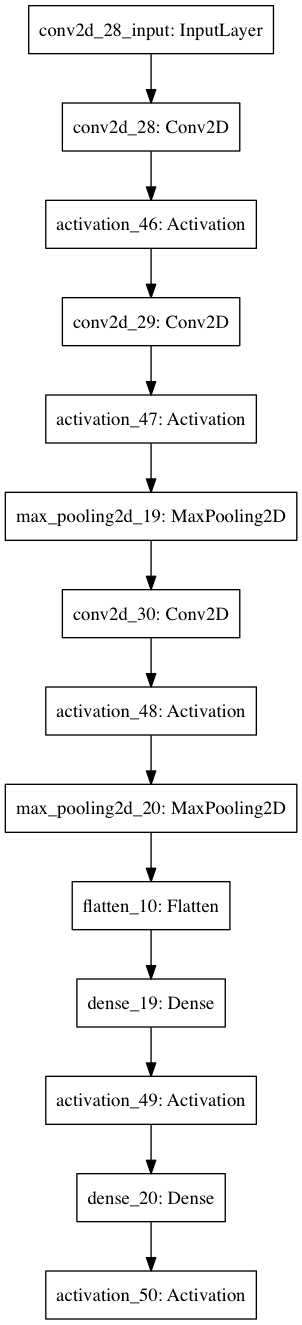 conv2d_28_input: InputLayer
conv2d_28: Conv2D
activation_46: Activation
conv2d_29: Conv2D
activation_47: Activation
max_pooling2d_19: MaxPooling2D
conv2d_30: Conv2D
activation_48: Activation
max_pooling2d_20: MaxPooling2D
flatten_10: Flatten
dense_19: Dense
activation_49: Activation
dense_20: Dense
activation_50: Activation